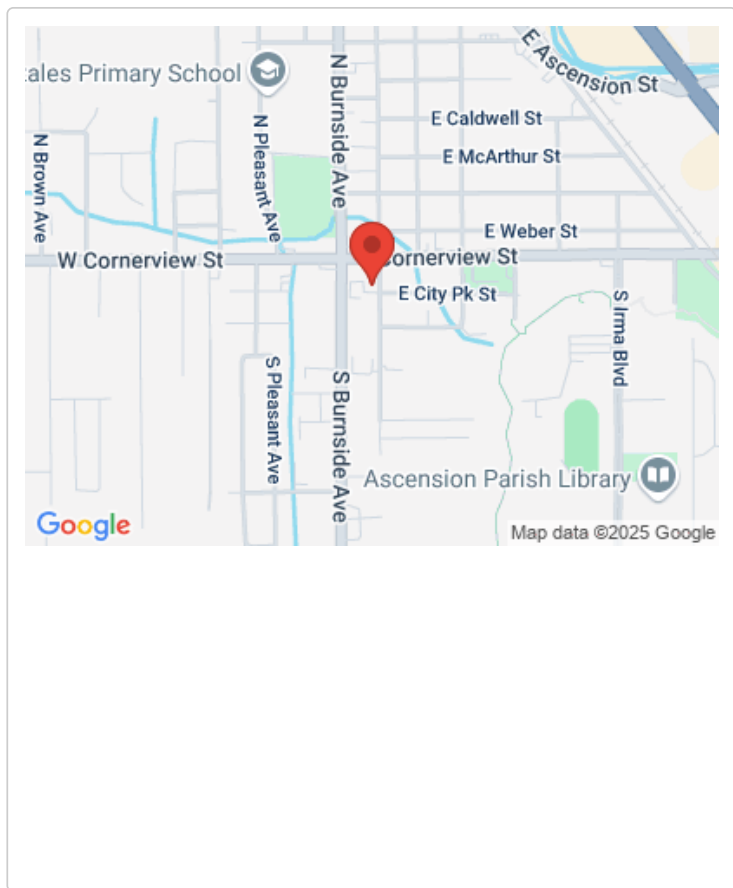 ales Primary School
N Burnside Ave
E Ascension St
E Caldwell St
E McArthur St
N Brown Ave
N Pleasant Ave
E Weber St
W Cornerview St
Cornerview St
E City Pk St
S Irma Blvd
S Pleasant Ave
S Burnside Ave
Ascension Parish Library
Google
Map data ©2025 Google